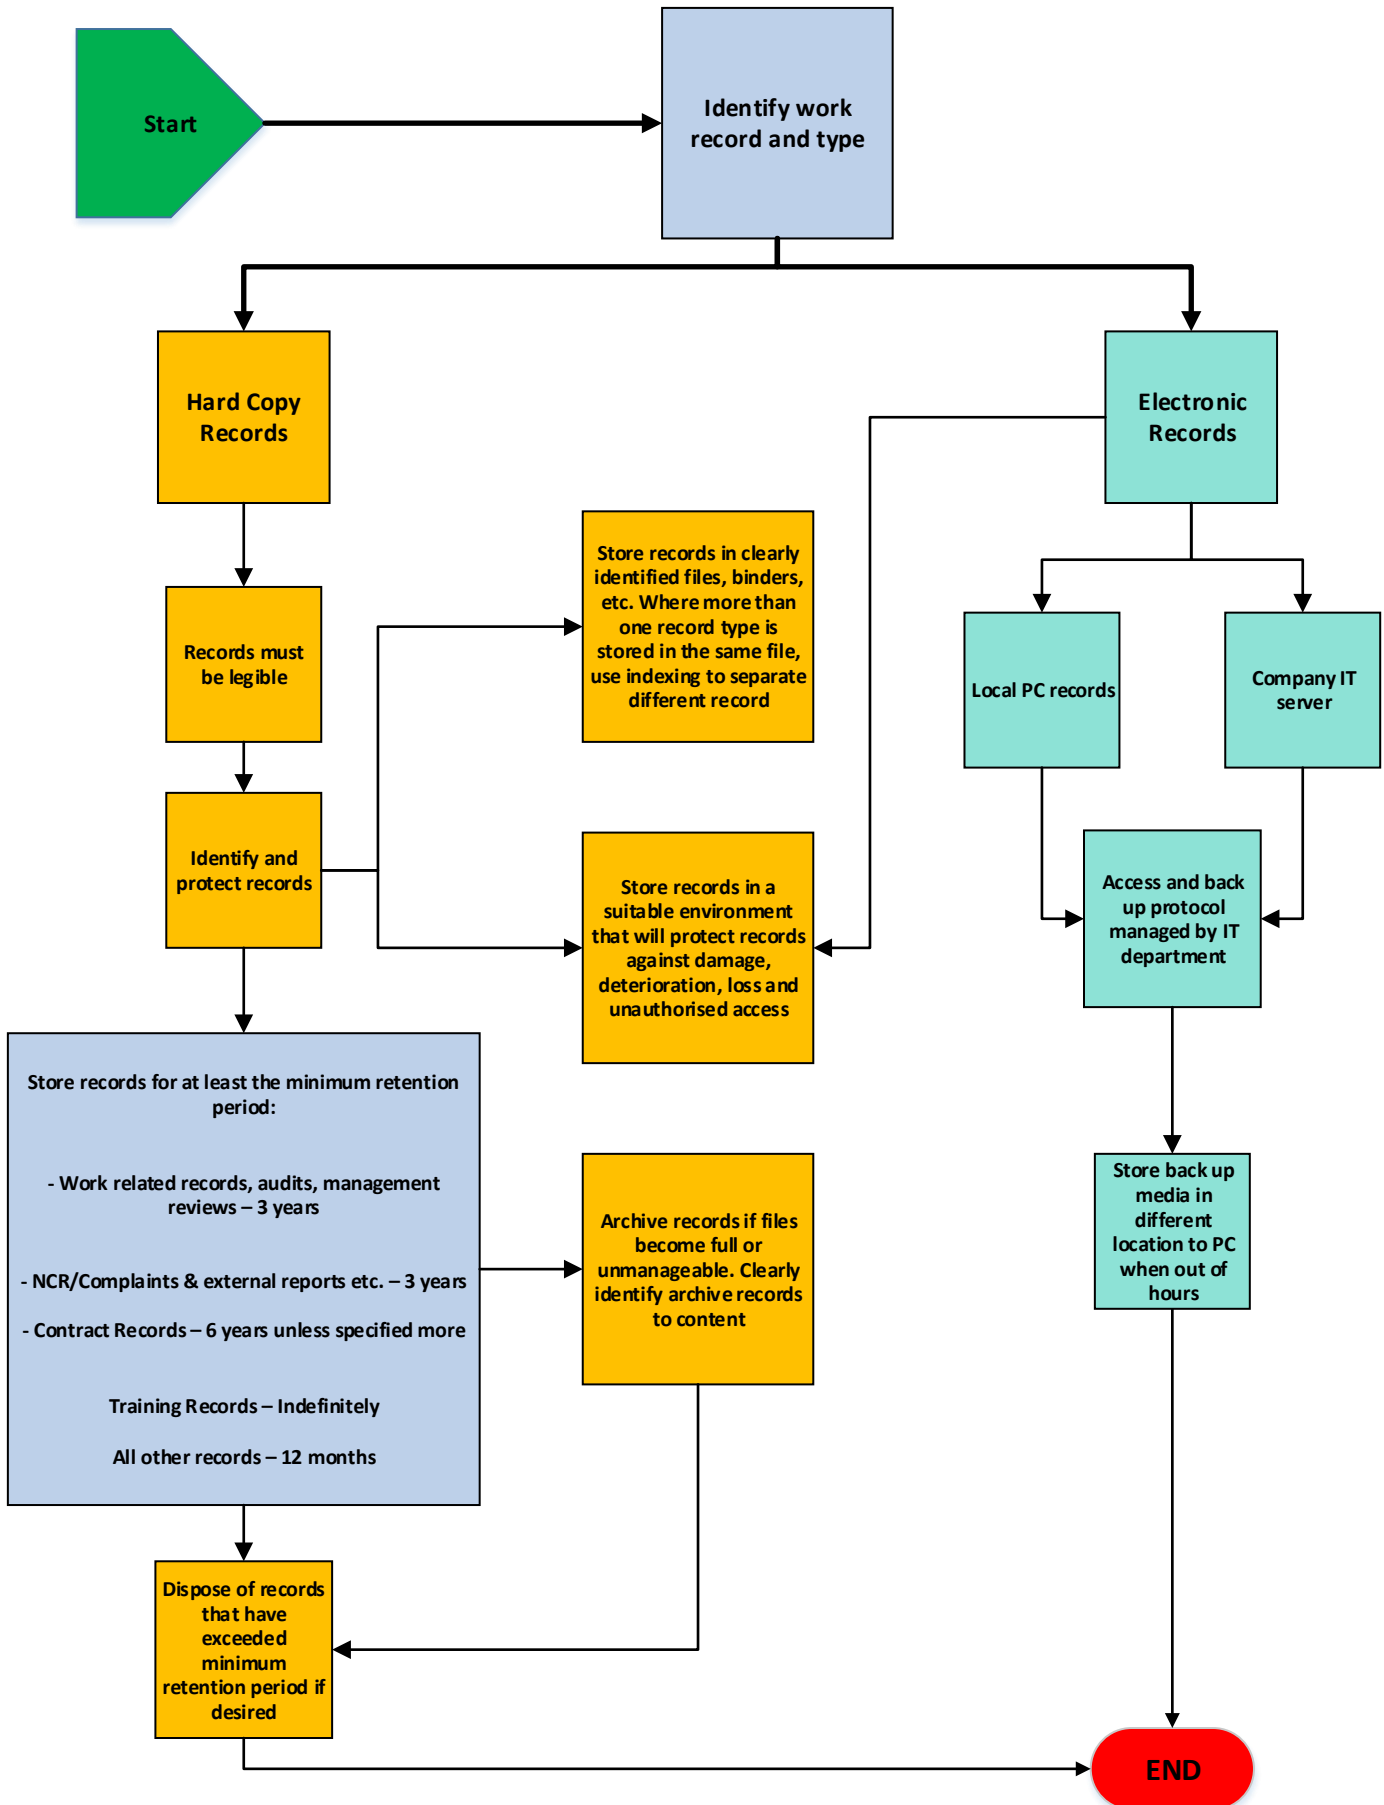 Start
Identify work
record and type
Hard Copy
Records
Electronic
Records
Records must
be legible
Store records in clearly
identified files, binders,
etc. Where more than
one record type is
stored in the same file,
use indexing to separate
different record
Local PC records
Company IT
server
Identify and
protect records
Store records in a
suitable environment
that will protect records
against damage,
deterioration, loss and
unauthorised access
Access and back
up protocol
managed by IT
department
Store records for at least the minimum retention
period:
- Work related records, audits, management
reviews – 3 years
- NCR/Complaints & external reports etc. – 3 years
- Contract Records – 6 years unless specified more
Training Records – Indefinitely
All other records – 12 months
Archive records if files
become full or
unmanageable. Clearly
identify archive records
to content
Store back up
media in
different
location to PC
when out of
hours
Dispose of records
that have
exceeded
minimum
retention period if
desired
END